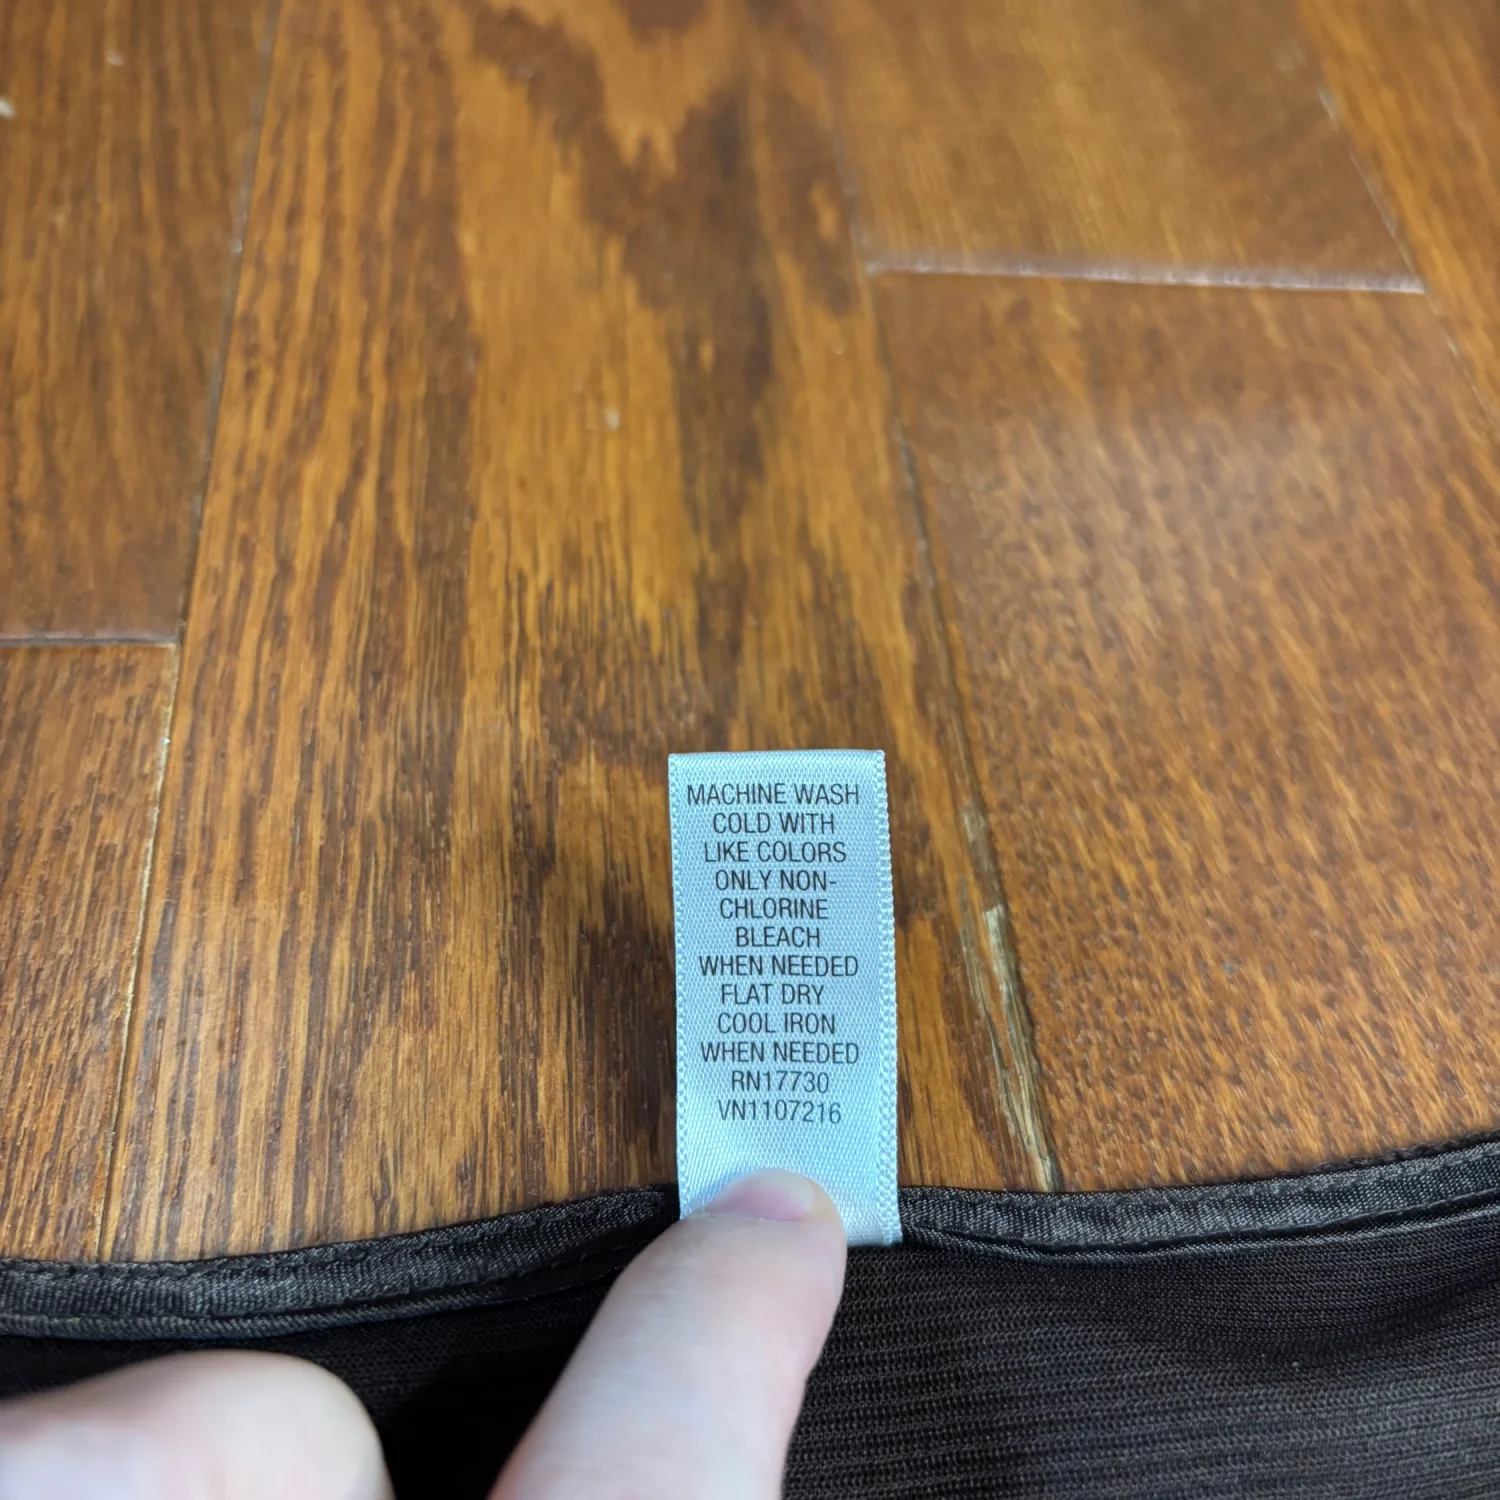 MACHINE WASH
COLD WITH
LIKE COLORS
ONLY NON-
CHLORINE
BLEACH
WHEN NEEDED
FLAT DRY
COOL IRON
WHEN NEEDED
RN17730
VN1107216